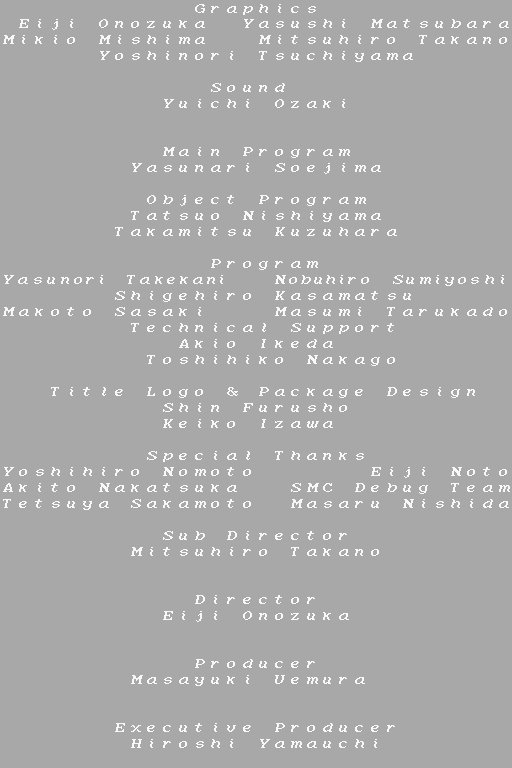 Graphics
Eiji Onozuka Yasushi Matsubara
Mikio Mishima Mitsuhiro Takano
Yoshinori Tsuchiyama
Sound
Yuichi Ozaki
Main Program
Yasunari Soejima
Object Program
Tatsuo Nishiyama
Takamitsu Kuzuhara
Program
Yasunori Takekani Nobuhiro Sumiyoshi
Shigehiro Kasamatsu
Makoto Sasaki Masumi Tarukado
Technical Support
Akio Ikeda
Toshihiko Nakago
Title Logo & Package Design
Shin Furusho
Keiko Izawa
Special Thanks
Yoshihiro Nomoto Eiji Noto
Akito Nakatsuka SMC Debug Team
Tetsuya Sakamoto Masaru Nishida
Sub Director
Mitsuhiro Takano
Director
Eiji Onozuka
Producer
Masayuki Uemura
Executive Producer
Hiroshi Yamauchi